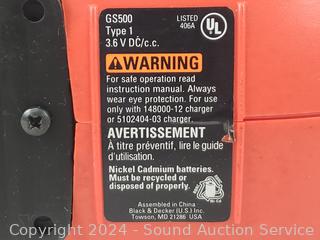 GS500
Type 1
3.6 V DC/c.c.
LISTED
406A
UL
WARNING
For safe operation read
instruction manual. Always
wear eye protection. For use
only with 148000-12 charger
or 5102404-03 charger.
AVERTISSEMENT
À titre préventif, lire le guide
d'utilisation.
Nickel Cadmium batteries.
Must be recycled or
disposed of properly.
Ni-Cd
Assembled in China
Black & Decker (U.S.) Inc.
Towson, MD 21286 USA
Copyright 2024 - Sound Auction Service